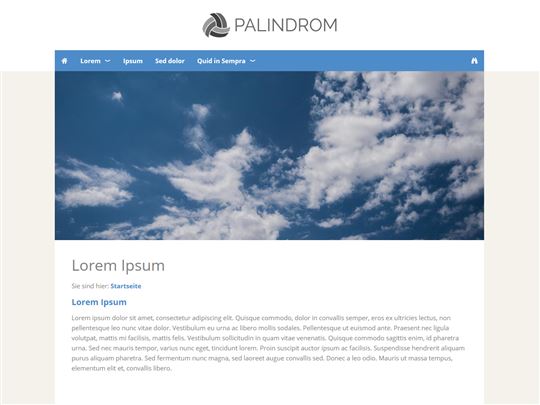 PALINDROM
Lorem Ipsum Sed dolor Quid in Sempra
Lorem Ipsum
Sie sind hier: Startseite
Lorem Ipsum
Lorem ipsum dolor sit amet, consectetur adipiscing elit. Quisque commodo, dolor in convallis semper, eros ex ultricies lectus, non
pellentesque leo nunc vitae dolor. Vestibulum eu urna ac libero mollis sodales. Pellentesque ut euismod ante. Praesent nec ligula
volutpat, mattis mi facilisis, mattis felis. Vestibulum sollicitudin in quam vitae venenatis. Quisque commodo sagittis enim, id pharetra
urna. Sed nec mauris tempor, varius nunc eget, tincidunt lorem. Proin suscipit auctor ipsum ac facilisis. Suspendisse hendrerit aliquam
purus aliquam pharetra. Sed fermentum nunc magna, sed laoreet augue convallis sed. Donec a leo odio. Mauris ut massa tempus,
elementum elit et, convallis libero.